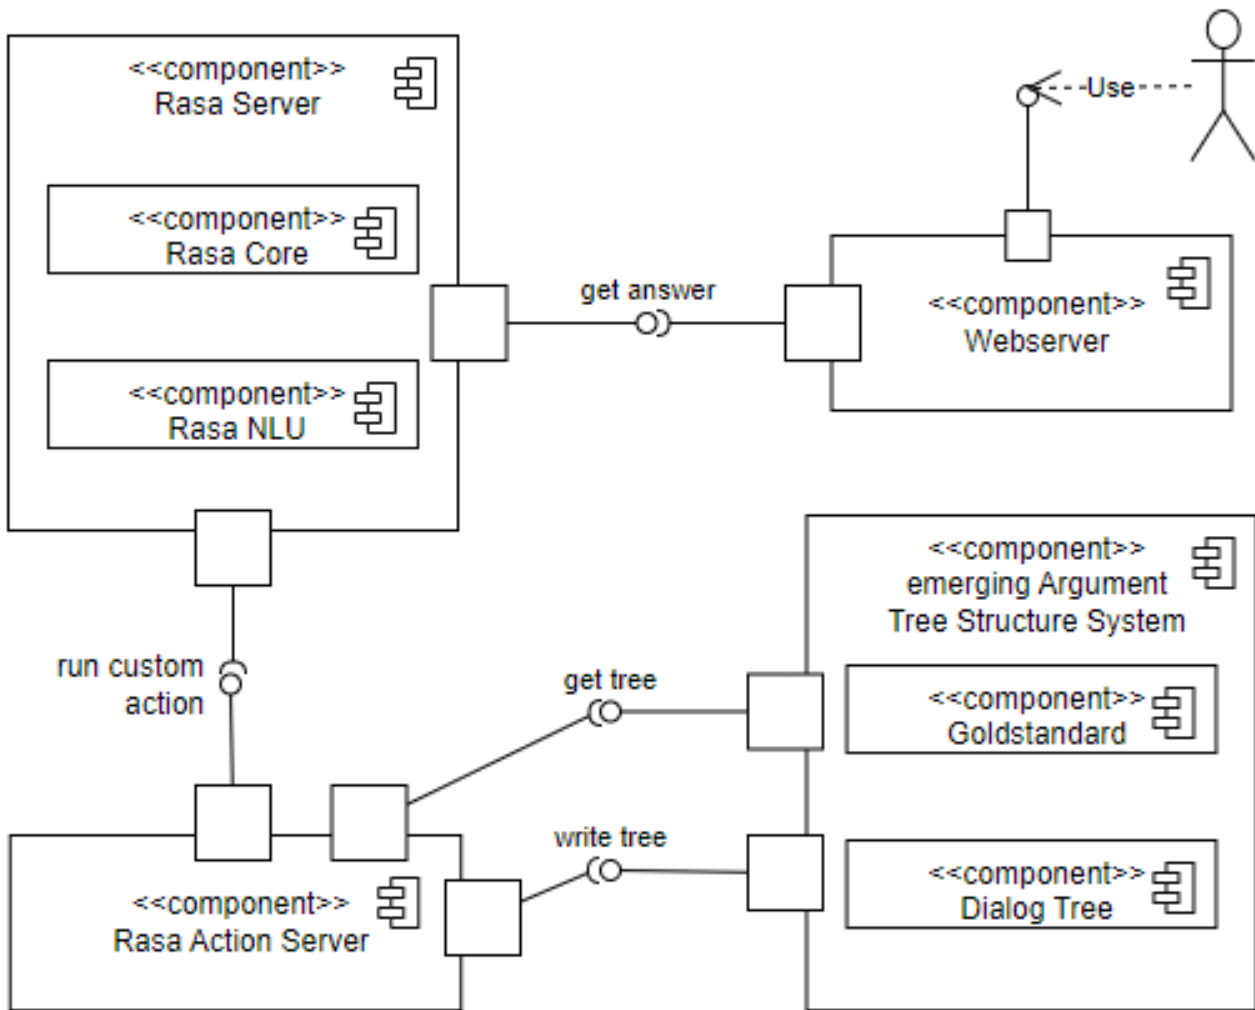 <<component>>
Rasa Server
<<component>>
Rasa Core
<<component>>
Rasa NLU
get answer
Use
<<component>>
Webserver
run custom
action
<<component>>
Rasa Action Server
get tree
write tree
<<component>>
emerging Argument
Tree Structure System
<<component>>
Goldstandard
<<component>>
Dialog Tree